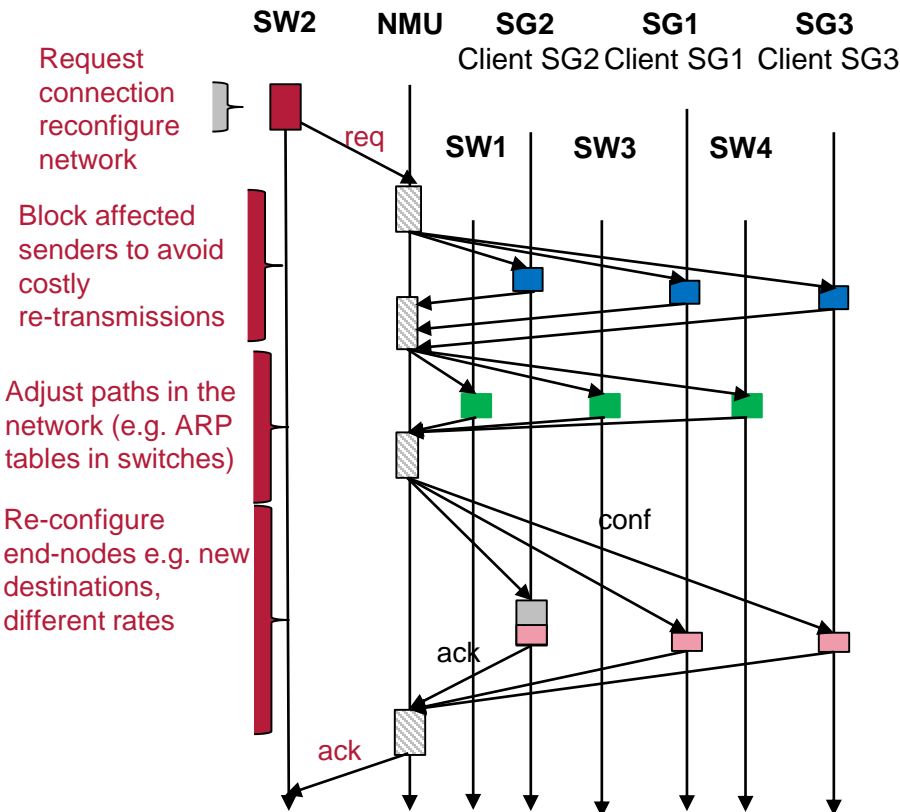 SW2 NMU SG2 SG1 SG3
Client SG2 Client SG1 Client SG3
Request
connection
reconfigure
network
req
SW1 SW3 SW4
Block affected
senders to avoid
costly
re-transmissions
Adjust paths in the
network (e.g. ARP
tables in switches)
Re-configure
end-nodes e.g. new
destinations,
different rates
conf
ack
ack